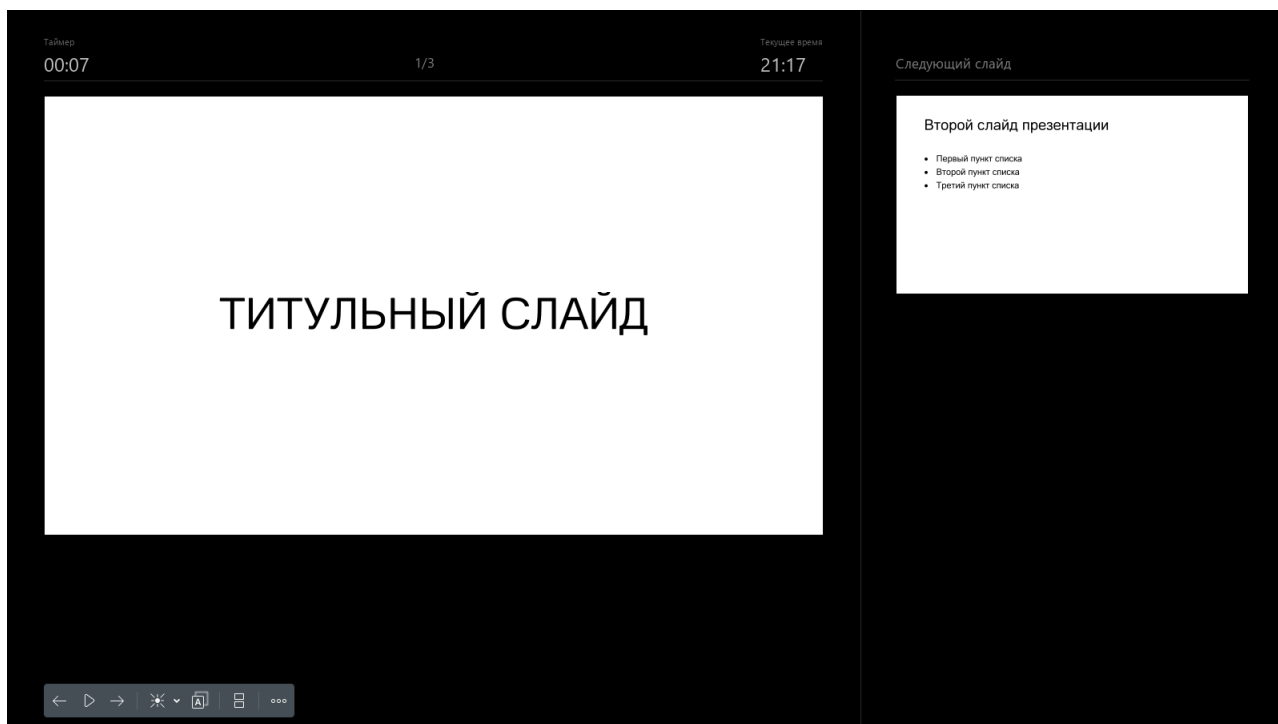 Таймер
00:07
1/3
Текущее время
21:17
ТИТУЛЬНЫЙ СЛАЙД
Следующий слайд
Второй слайд презентации
• Первый пункт списка
• Второй пункт списка
• Третий пункт списка
A